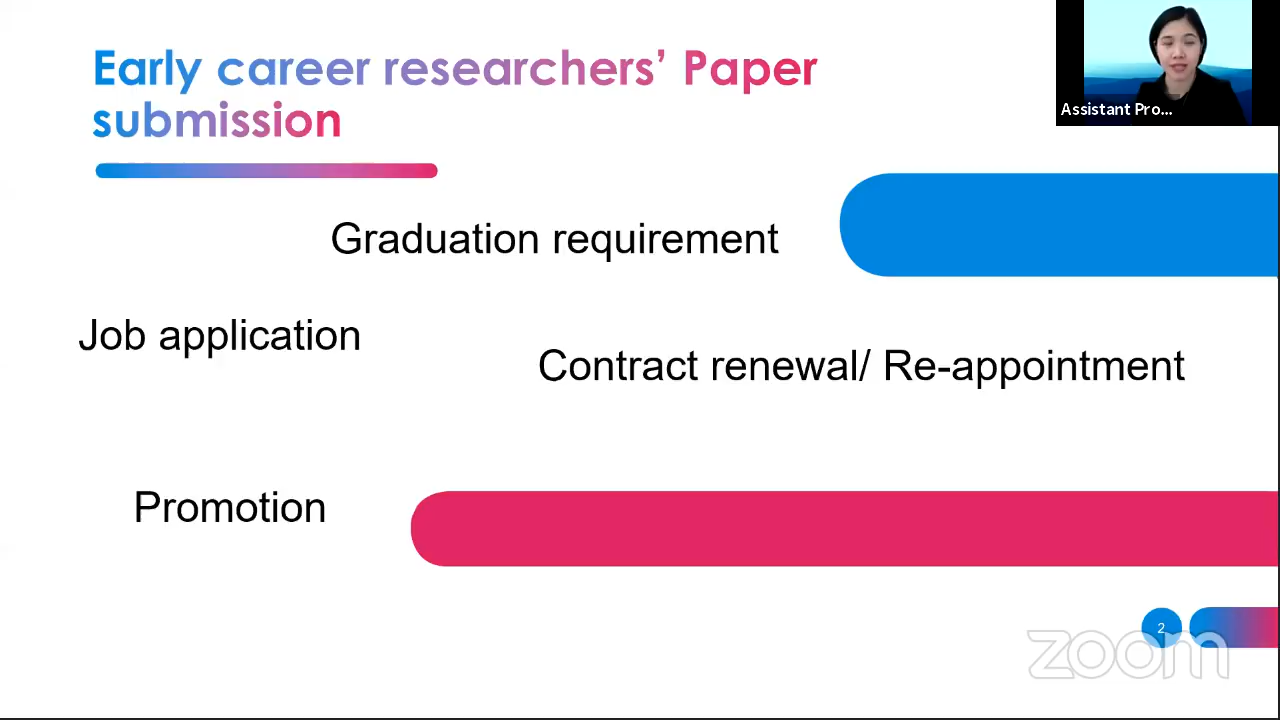 Early career researchers’ Paper
submission
Assistant Pro...
Graduation requirement
Job application
Contract renewal/ Re-appointment
Promotion
2
zoom